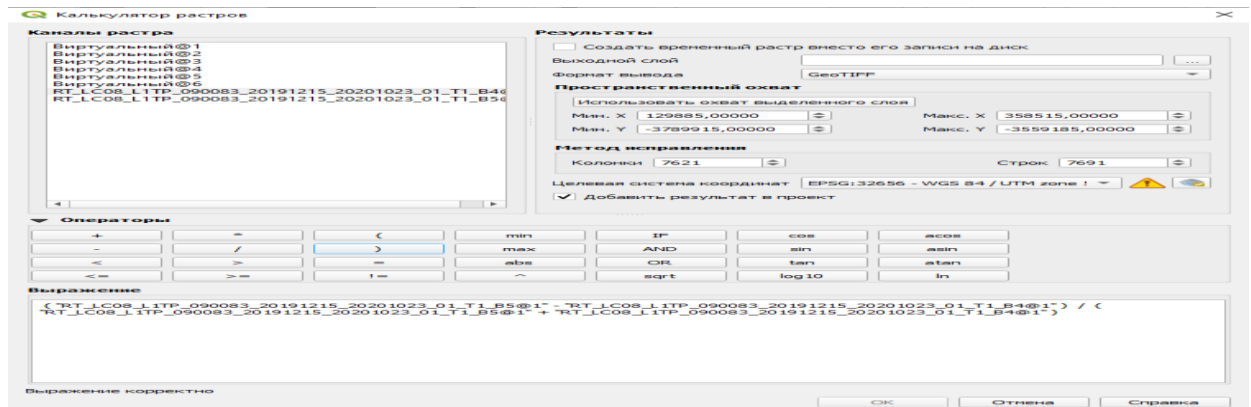 Калькулятор растров
Каналы растра
Виртуальный@1
Виртуальный@2
Виртуальный@3
Виртуальный@4
Виртуальный@5
Виртуальный@6
RT_LC08_L1TP_090083_20191215_20201023_01_T1_B4@
RT_LC08_L1TP_090083_20191215_20201023_01_T1_B5@
Результаты
Создать временный растр вместо его записи на диск
Выходной слой ...
Формат вывода GeoTIFF
Пространственный охват
Использовать охват выделенного слоя
Мин. X 129885,00000 Макс. X 358515,00000
Мин. Y -3789915,00000 Макс. Y -3559185,00000
Метод исправления
Колонки 7621 Строк 7691
Целевая система координат EPSG:32656 - WGS 84 / UTM zone
Добавить результат в проект
Операторы
+ * ( min IF cos acos
- / ) max AND sin asin
< > = abs OR tan atan
<= >= != ^ sqrt log10 ln
Выражение
( "RT_LC08_L1TP_090083_20191215_20201023_01_T1_B5@1" - "RT_LC08_L1TP_090083_20191215_20201023_01_T1_B4@1" ) / (
"RT_LC08_L1TP_090083_20191215_20201023_01_T1_B5@1" + "RT_LC08_L1TP_090083_20191215_20201023_01_T1_B4@1" )
Выражение корректно
OK Отмена Справка